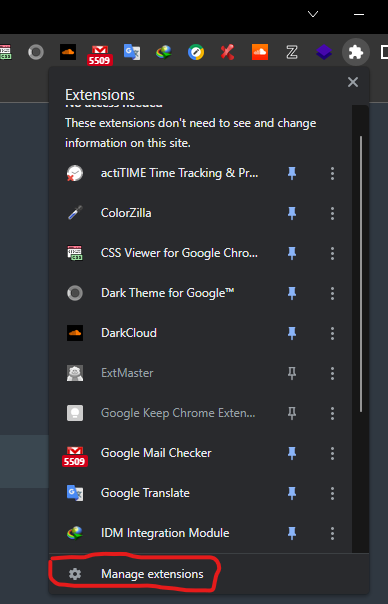 5509
Extensions
No access needed
These extensions don't need to see and change
information on this site.
actiTIME Time Tracking & Pr...
ColorZilla
CSS Viewer for Google Chro...
Dark Theme for Google™
DarkCloud
ExtMaster
Google Keep Chrome Exten...
5509
Google Mail Checker
Google Translate
IDM Integration Module
Manage extensions